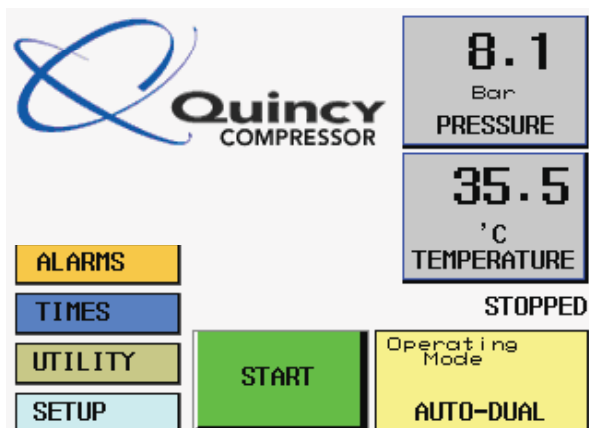 Quincy
COMPRESSOR
8.1
Bar
PRESSURE
35.5
'C
TEMPERATURE
STOPPED
ALARMS
TIMES
UTILITY
SETUP
START
Operating
Mode
AUTO-DUAL